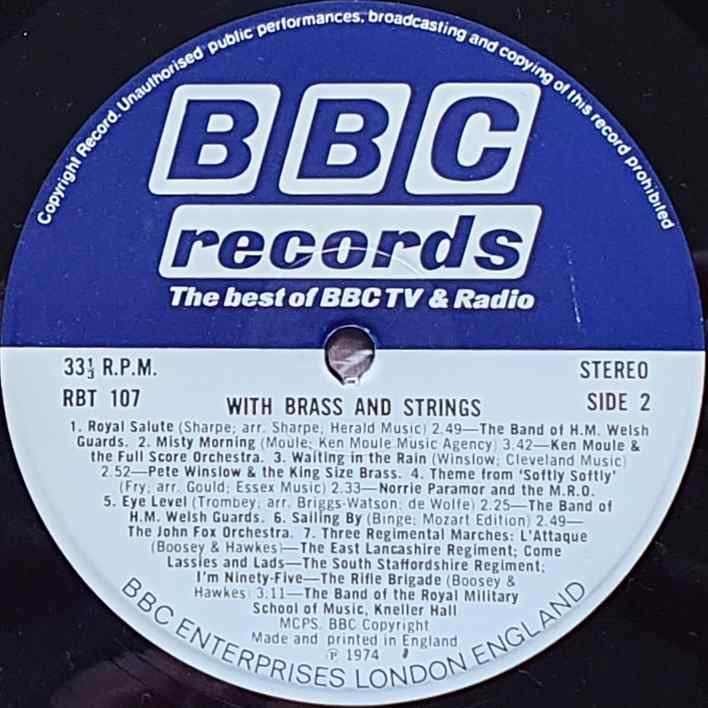 Copyright Record. Unauthorised public performances, broadcasting and copying of this record prohibited
BBC
records
The best of BBC TV & Radio
33⅓ R.P.M.
STEREO
RBT 107
SIDE 2
WITH BRASS AND STRINGS
1. Royal Salute (Sharpe; arr. Sharpe; Herald Music) 2.49—The Band of H.M. Welsh
Guards. 2. Misty Morning (Moule; Ken Moule Music Agency) 3.42—Ken Moule &
the Full Score Orchestra. 3. Waiting in the Rain (Winslow; Cleveland Music)
2.52—Pete Winslow & the King Size Brass. 4. Theme from 'Softly Softly'
(Fry; arr. Gould; Essex Music) 2.33—Norrie Paramor and the M.R.O.
5. Eye Level (Trombey; arr. Briggs-Watson; de Wolfe) 2.25—The Band of
H.M. Welsh Guards. 6. Sailing By (Binge; Mozart Edition) 2.49—
The John Fox Orchestra. 7. Three Regimental Marches: L'Attaque
(Boosey & Hawkes)—The East Lancashire Regiment; Come
Lassies and Lads—The South Staffordshire Regiment;
I'm Ninety-Five—The Rifle Brigade (Boosey &
Hawkes) 3.11—The Band of the Royal Military
School of Music, Kneller Hall
MCPS. BBC Copyright
Made and printed in England
℗ 1974
BBC ENTERPRISES LONDON ENGLAND